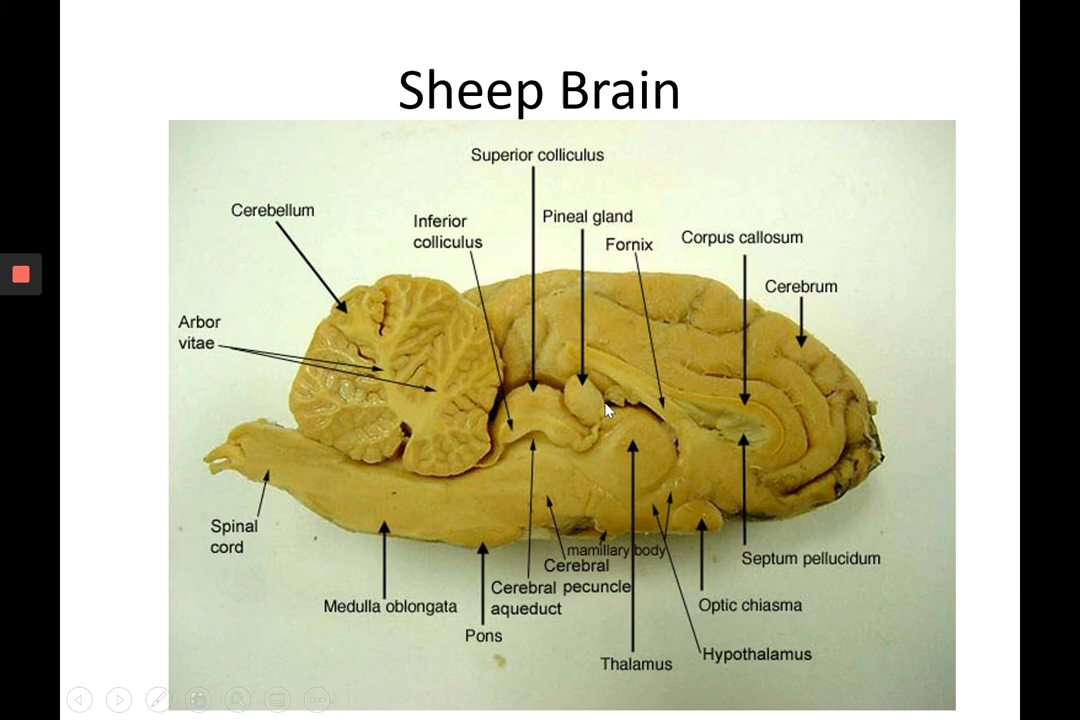 Sheep Brain
Superior colliculus
Cerebellum
Inferior
colliculus
Pineal gland
Fornix
Corpus callosum
Cerebrum
Arbor
vitae
Spinal
cord
mamillary body
Cerebral
pecuncle
Cerebral
aqueduct
Septum pellucidum
Medulla oblongata
Optic chiasma
Pons
Hypothalamus
Thalamus